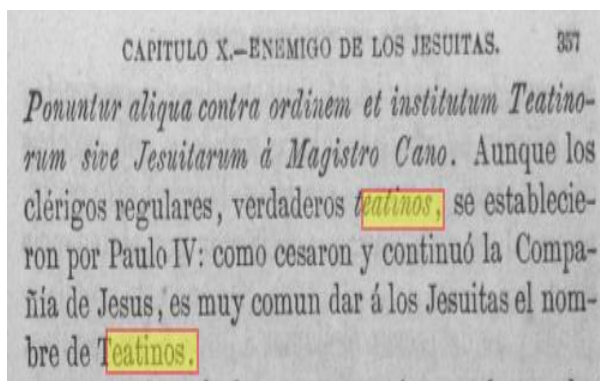 CAPITULO X.—ENEMIGO DE LOS JESUITAS. 357
Ponuntur aliqua contra ordinem et institutum Teatino-
rum sive Jesuitarum á Magistro Cano. Aunque los
clérigos regulares, verdaderos teatinos, se establecie-
ron por Paulo IV: como cesaron y continuó la Compa-
ñía de Jesus, es muy comun dar á los Jesuitas el nom-
bre de Teatinos.